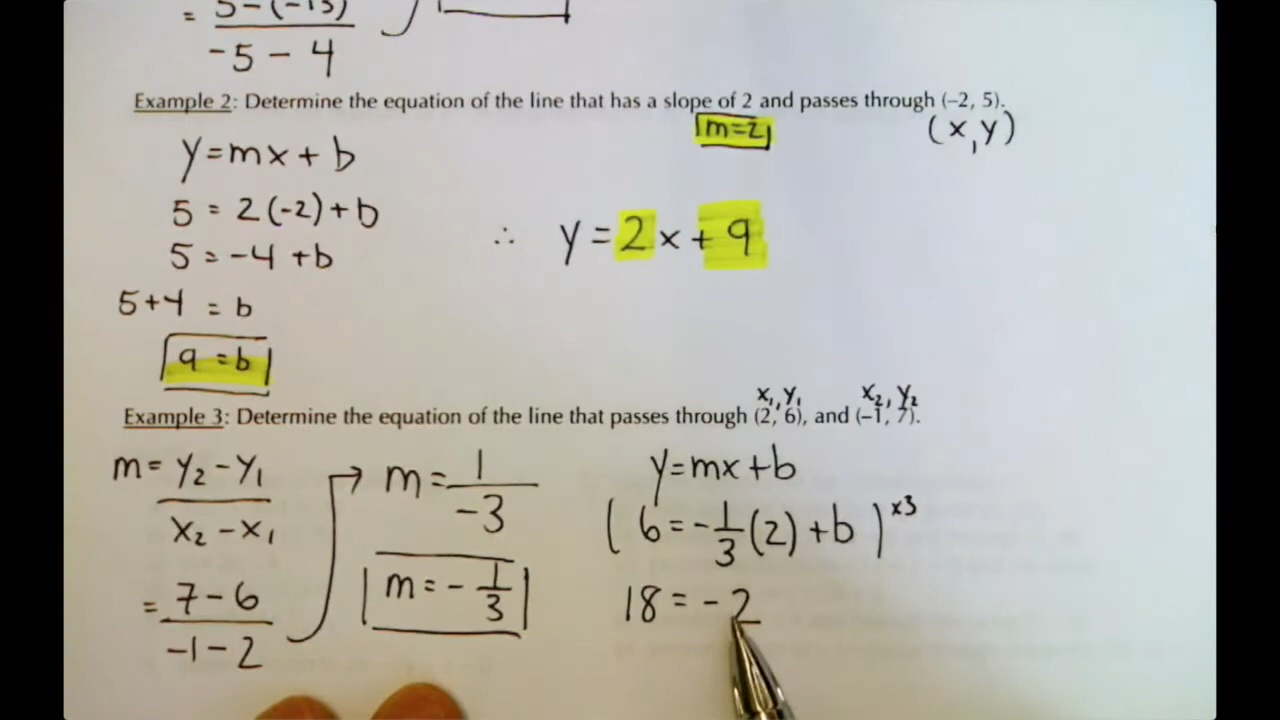 = 5-(-13)
-5 - 4
Example 2: Determine the equation of the line that has a slope of 2 and passes through (–2, 5).
m=2
(x,y)
y=mx+b
5 = 2(-2)+b
5 = -4 +b
5+4 = b
9 = b
∴ y = 2x + 9
x₁, y₁ x₂, y₂
Example 3: Determine the equation of the line that passes through (2, 6), and (–1, 7).
m= y₂-y₁
x₂-x₁
= 7-6
-1-2
m= 1
-3
m= - 1/3
y=mx+b
( 6 = -1/3(2) +b ) ˣ³
18 = -2